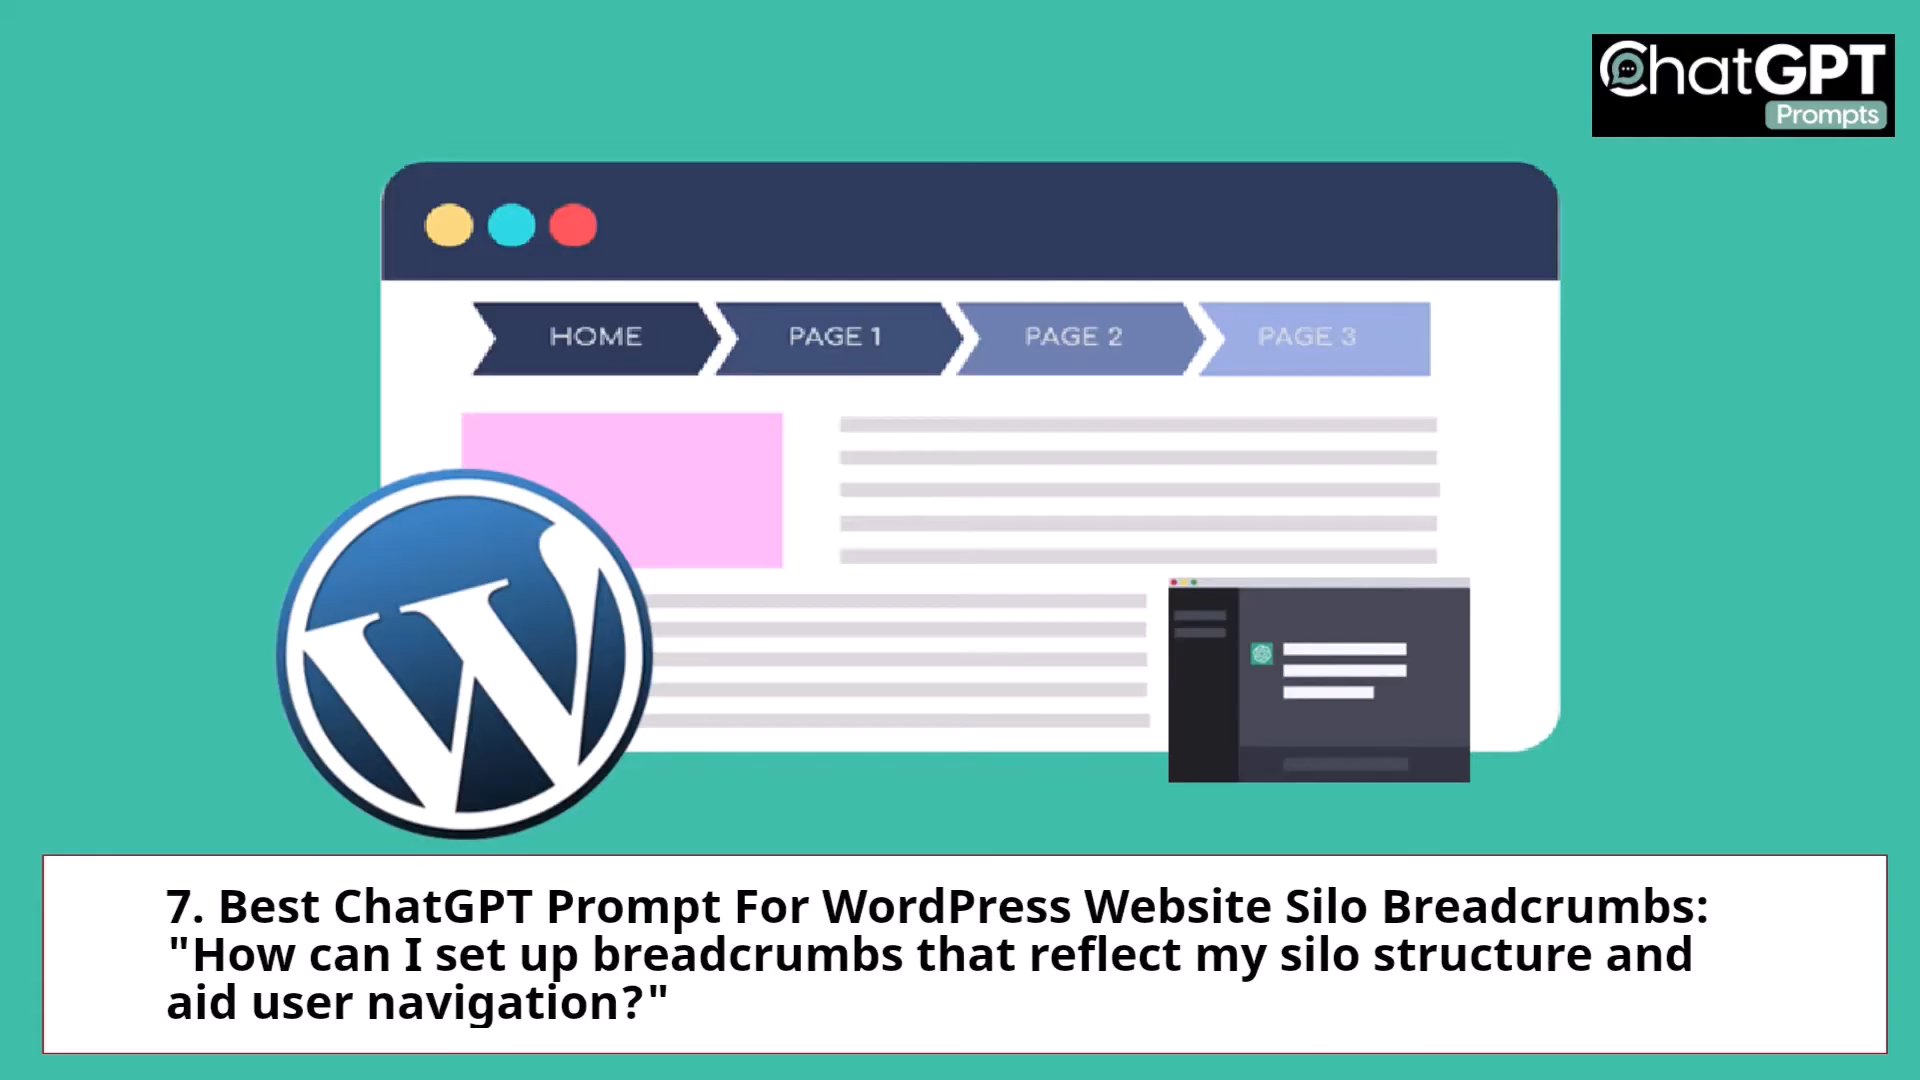 ChatGPT
Prompts
HOME PAGE 1 PAGE 2 PAGE 3
7. Best ChatGPT Prompt For WordPress Website Silo Breadcrumbs:
"How can I set up breadcrumbs that reflect my silo structure and
aid user navigation?"